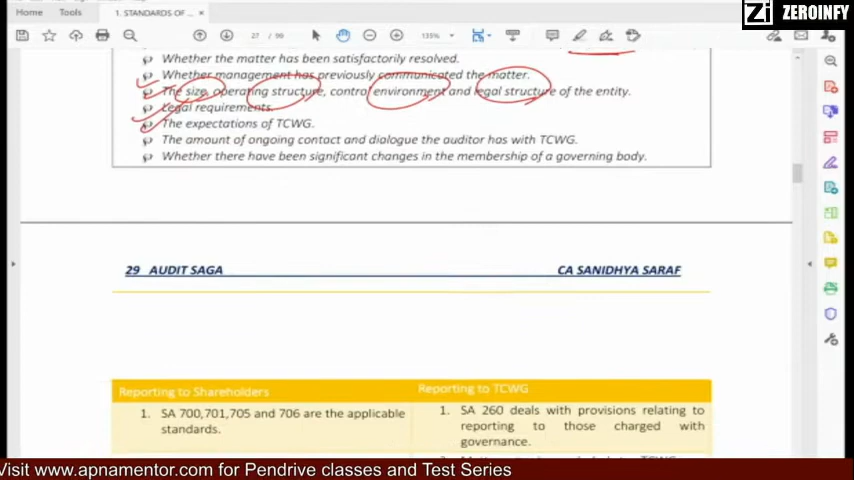 Home
Tools
1. STANDARDS OF ...
×
Zi ZEROINFY
27 / 99
135%
Whether the matter has been satisfactorily resolved.
Whether management has previously communicated the matter.
The size, operating structure, control environment and legal structure of the entity.
Legal requirements.
The expectations of TCWG.
The amount of ongoing contact and dialogue the auditor has with TCWG.
Whether there have been significant changes in the membership of a governing body.
29 AUDIT SAGA
CA SANIDHYA SARAF
Reporting to Shareholders
Reporting to TCWG
1. SA 700,701,705 and 706 are the applicable standards.
1. SA 260 deals with provisions relating to
reporting to those charged with
governance.
Visit www.apnamentor.com for Pendrive classes and Test Series